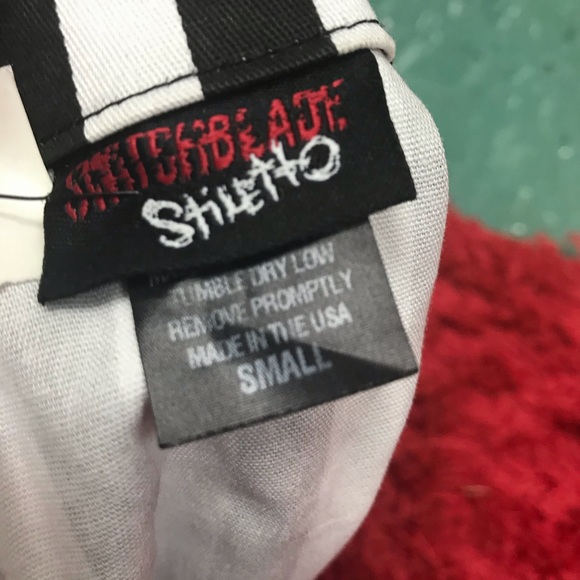 SWITCHBLADE
Stiletto
TUMBLE DRY LOW
REMOVE PROMPTLY
MADE IN THE USA
SMALL